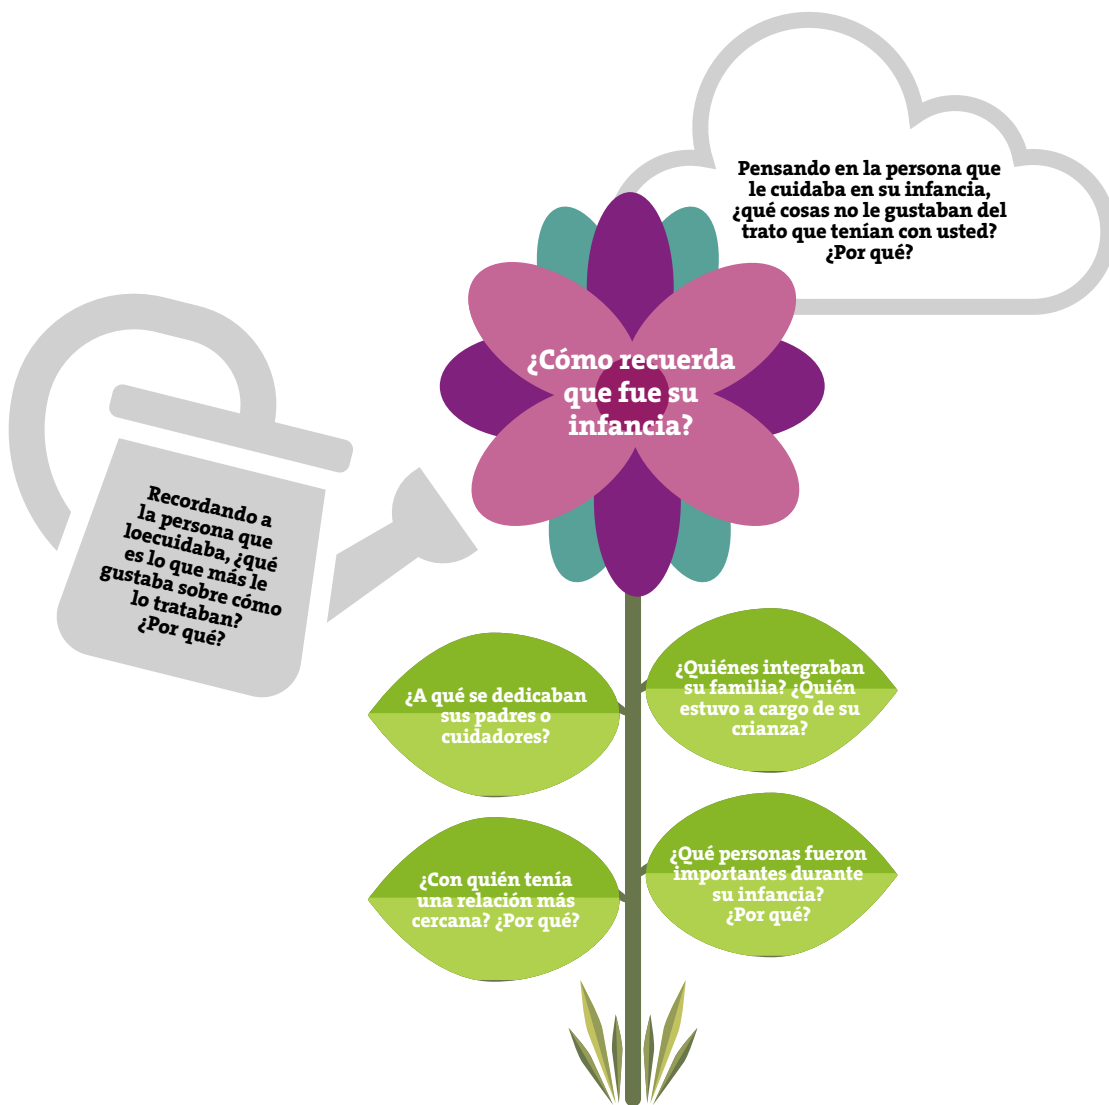 Pensando en la persona que
le cuidaba en su infancia,
¿qué cosas no le gustaban del
trato que tenían con usted?
¿Por qué?
¿Cómo recuerda
que fue su
infancia?
Recordando a
la persona que
loecuidaba, ¿qué
es lo que más le
gustaba sobre cómo
lo trataban?
¿Por qué?
¿A qué se dedicaban
sus padres o
cuidadores?
¿Quiénes integraban
su familia? ¿Quién
estuvo a cargo de su
crianza?
¿Con quién tenía
una relación más
cercana? ¿Por qué?
¿Qué personas fueron
importantes durante
su infancia?
¿Por qué?